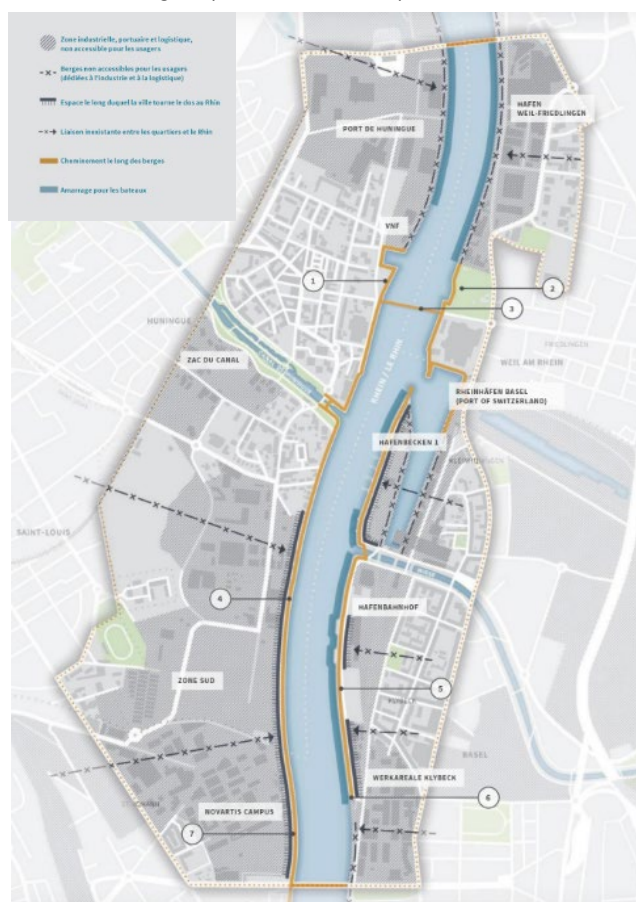 Zone industrielle, portuaire et logistique,
non accessible pour les usagers
Berges non accessibles pour les usagers
(dédiées à l'industrie et à la logistique)
Espace le long duquel la ville tourne le dos au Rhin
Liaison inexistante entre les quartiers et le Rhin
Cheminement le long des berges
Amarrage pour les bateaux
HAFEN
WEIL-FRIEDLINGEN
PORT DE HUNINGUE
VNF
1
2
3
HUNINGUE
FRIEDLINGEN
ZAC DU CANAL
RHEIN / LE RHIN
WEIL AM RHEIN
RHEINHÄFEN BASEL
(PORT OF SWITZERLAND)
HAFENBECKEN 1
SAINT-LOUIS
WIESE
4
HAFENBAHNHOF
ZONE SUD
5
BASEL
WERKAREALE KLYBECK
6
NOVARTIS CAMPUS
7